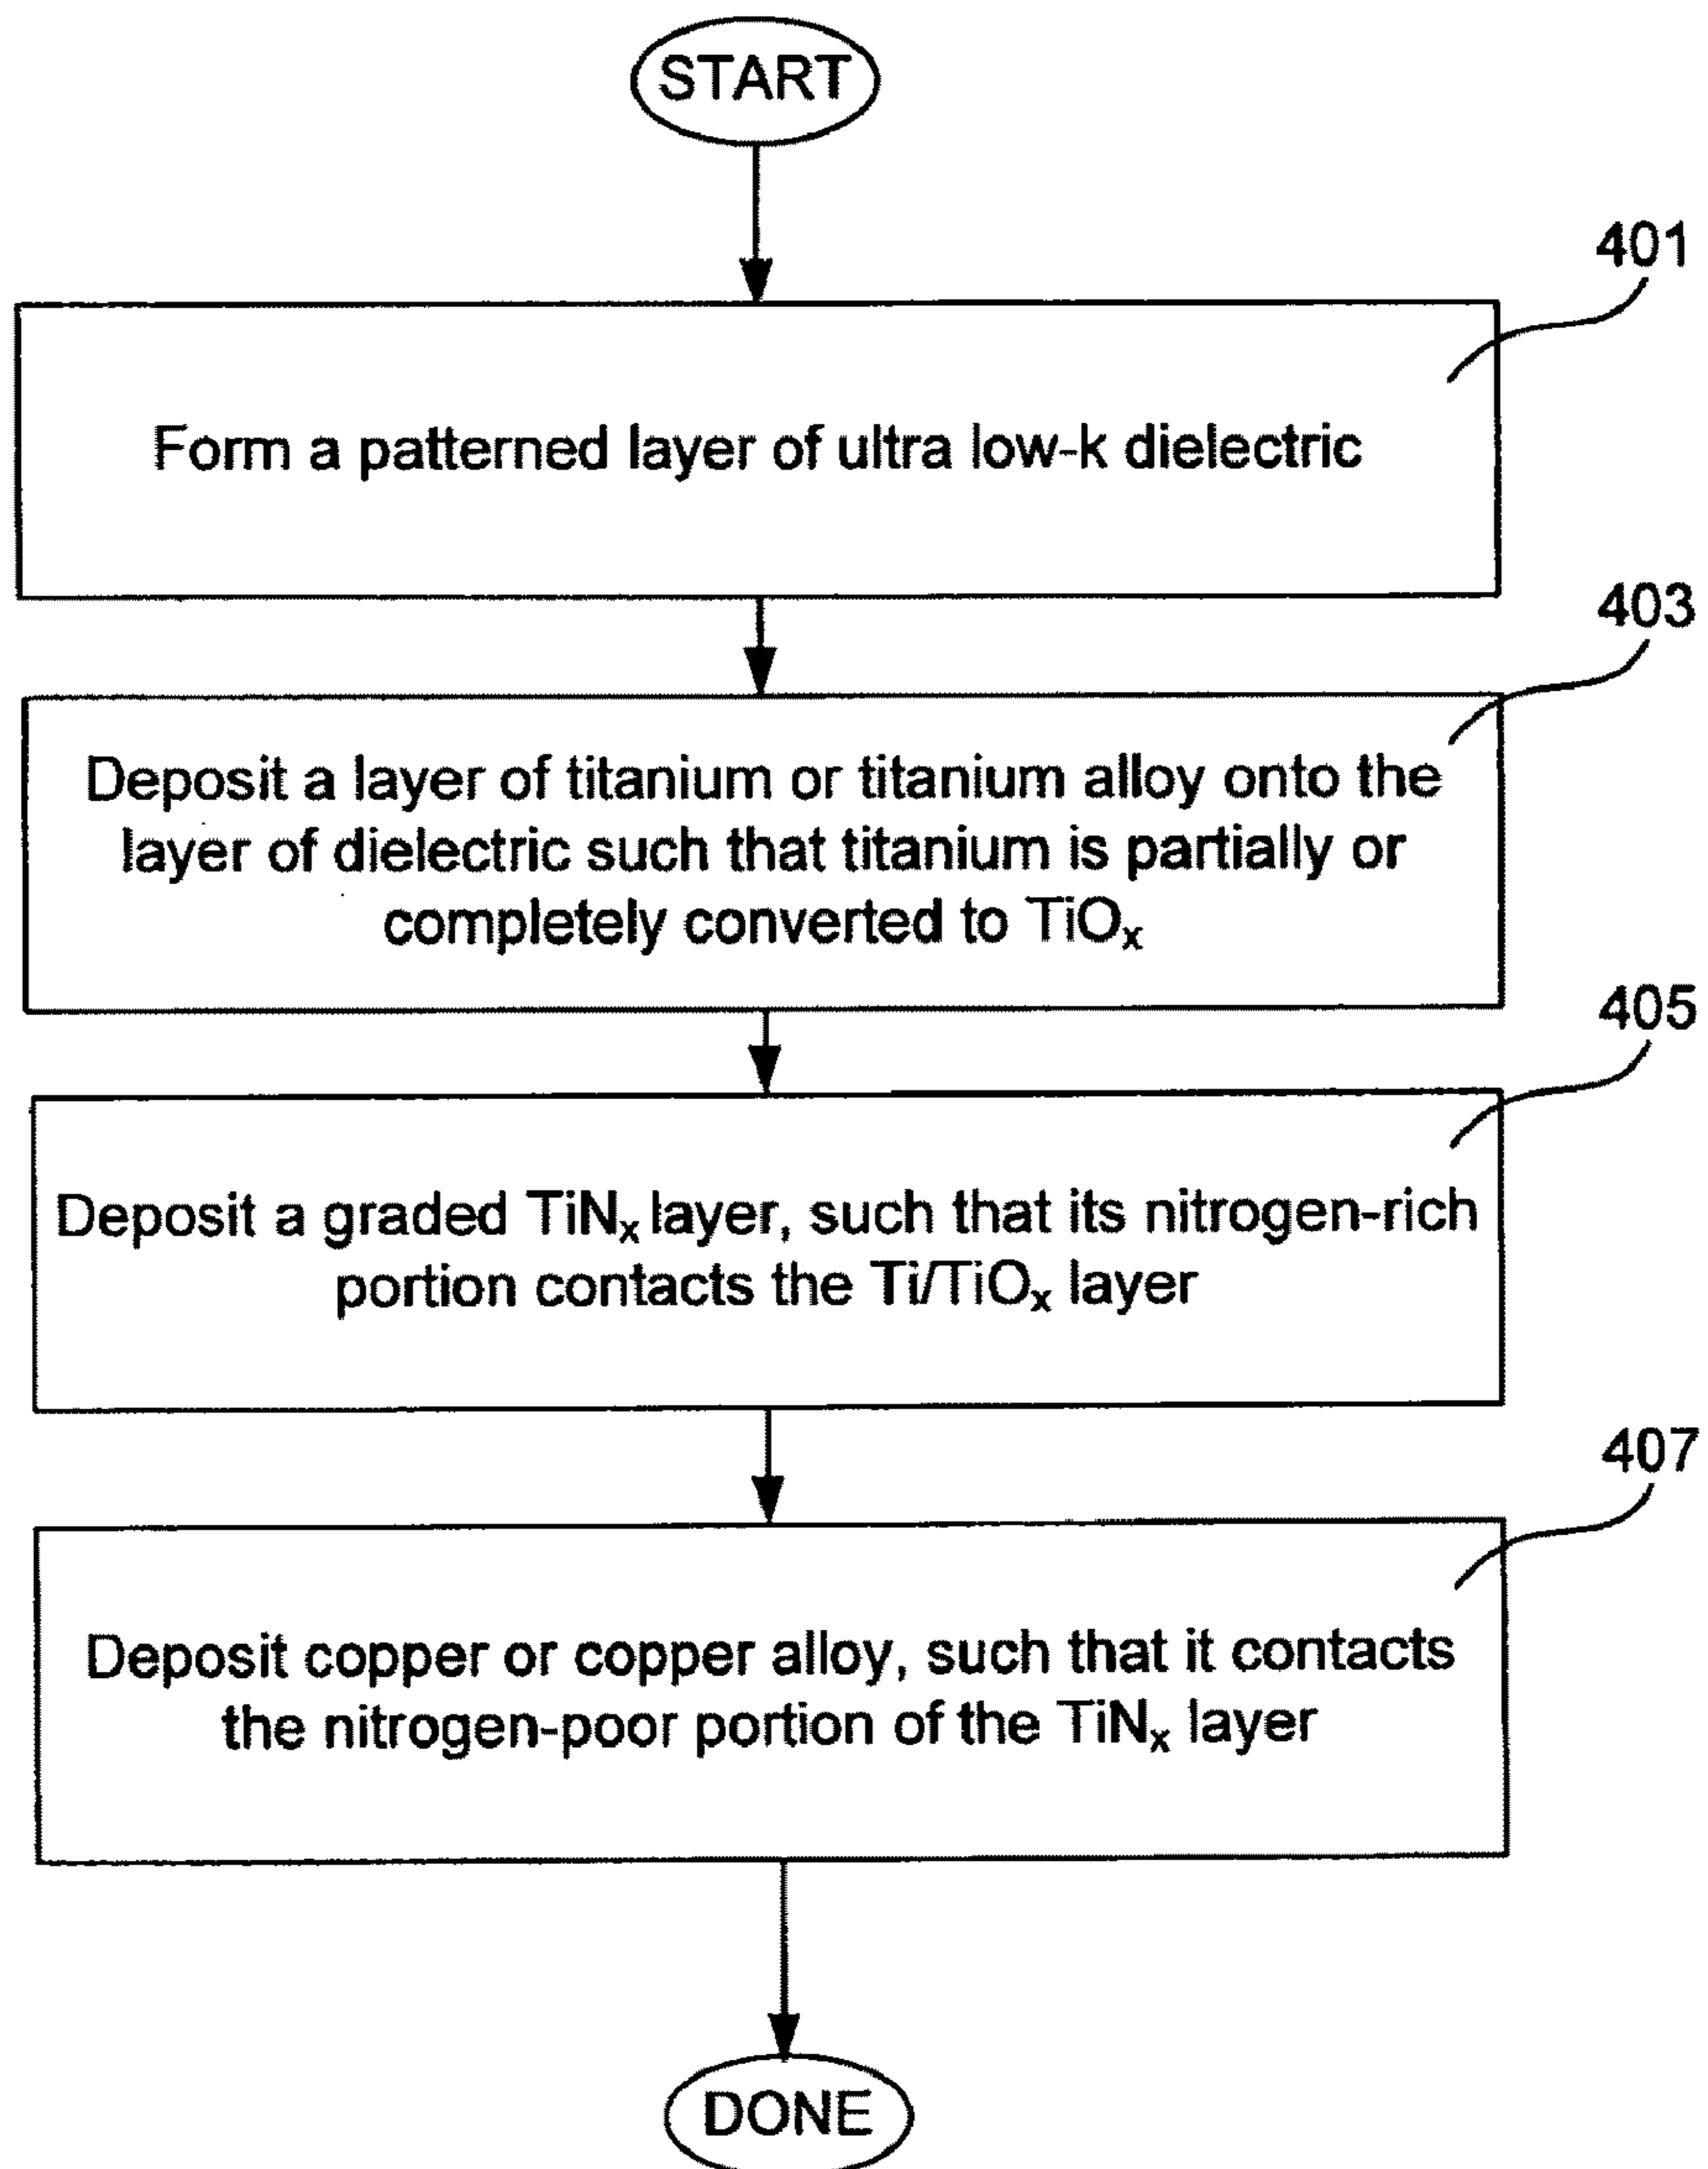 START
401
Form a patterned layer of ultra low-k dielectric
403
Deposit a layer of titanium or titanium alloy onto the
layer of dielectric such that titanium is partially or
completely converted to TiOₓ
405
Deposit a graded TiNₓ layer, such that its nitrogen-rich
portion contacts the Ti/TiOₓ layer
407
Deposit copper or copper alloy, such that it contacts
the nitrogen-poor portion of the TiNₓ layer
DONE